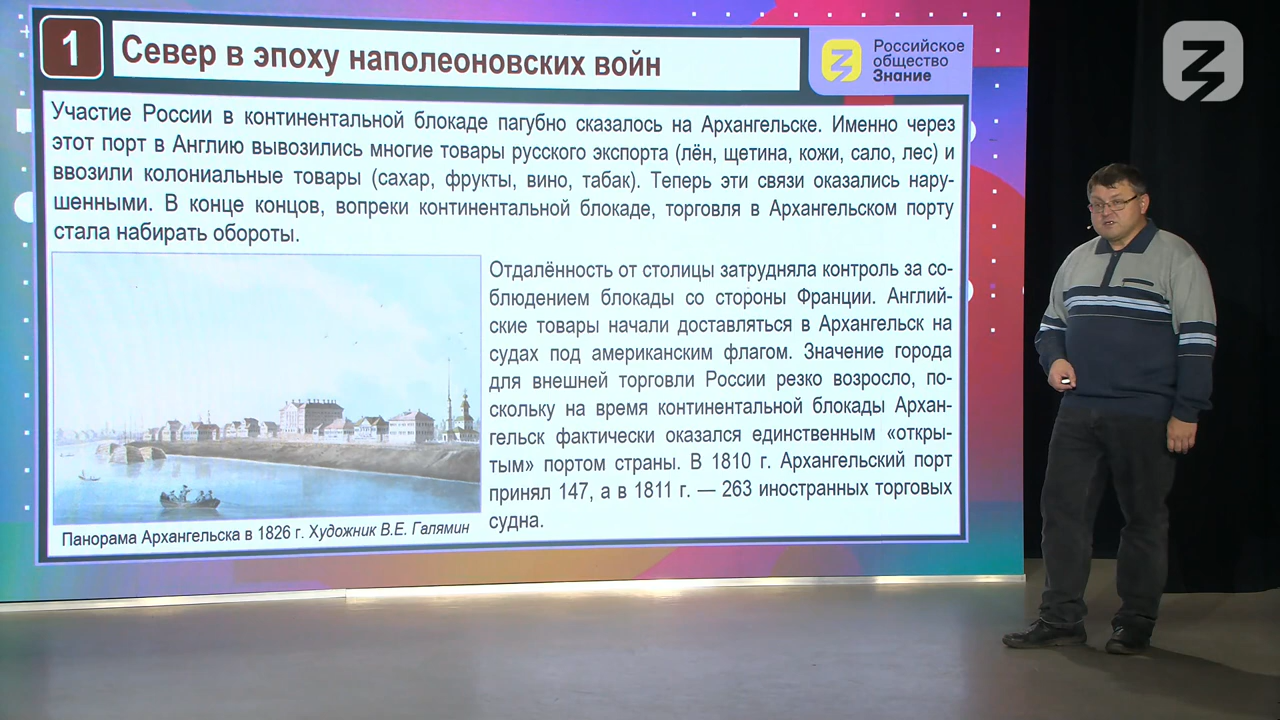 1
Север в эпоху наполеоновских войн
Российское
общество
Знание
Участие России в континентальной блокаде пагубно сказалось на Архангельске. Именно через
этот порт в Англию вывозились многие товары русского экспорта (лён, щетина, кожи, сало, лес) и
ввозили колониальные товары (сахар, фрукты, вино, табак). Теперь эти связи оказались нару-
шенными. В конце концов, вопреки континентальной блокаде, торговля в Архангельском порту
стала набирать обороты.
Отдалённость от столицы затрудняла контроль за со-
блюдением блокады со стороны Франции. Англий-
ские товары начали доставляться в Архангельск на
судах под американским флагом. Значение города
для внешней торговли России резко возросло, по-
скольку на время континентальной блокадыАрхан-
гельск фактически оказался единственным «откры-
тым» портом страны. В 1810 г. Архангельский порт
принял 147, а в 1811 г. — 263 иностранных торговых
судна.
Панорама Архангельска в 1826 г. Художник В.Е. Галямин